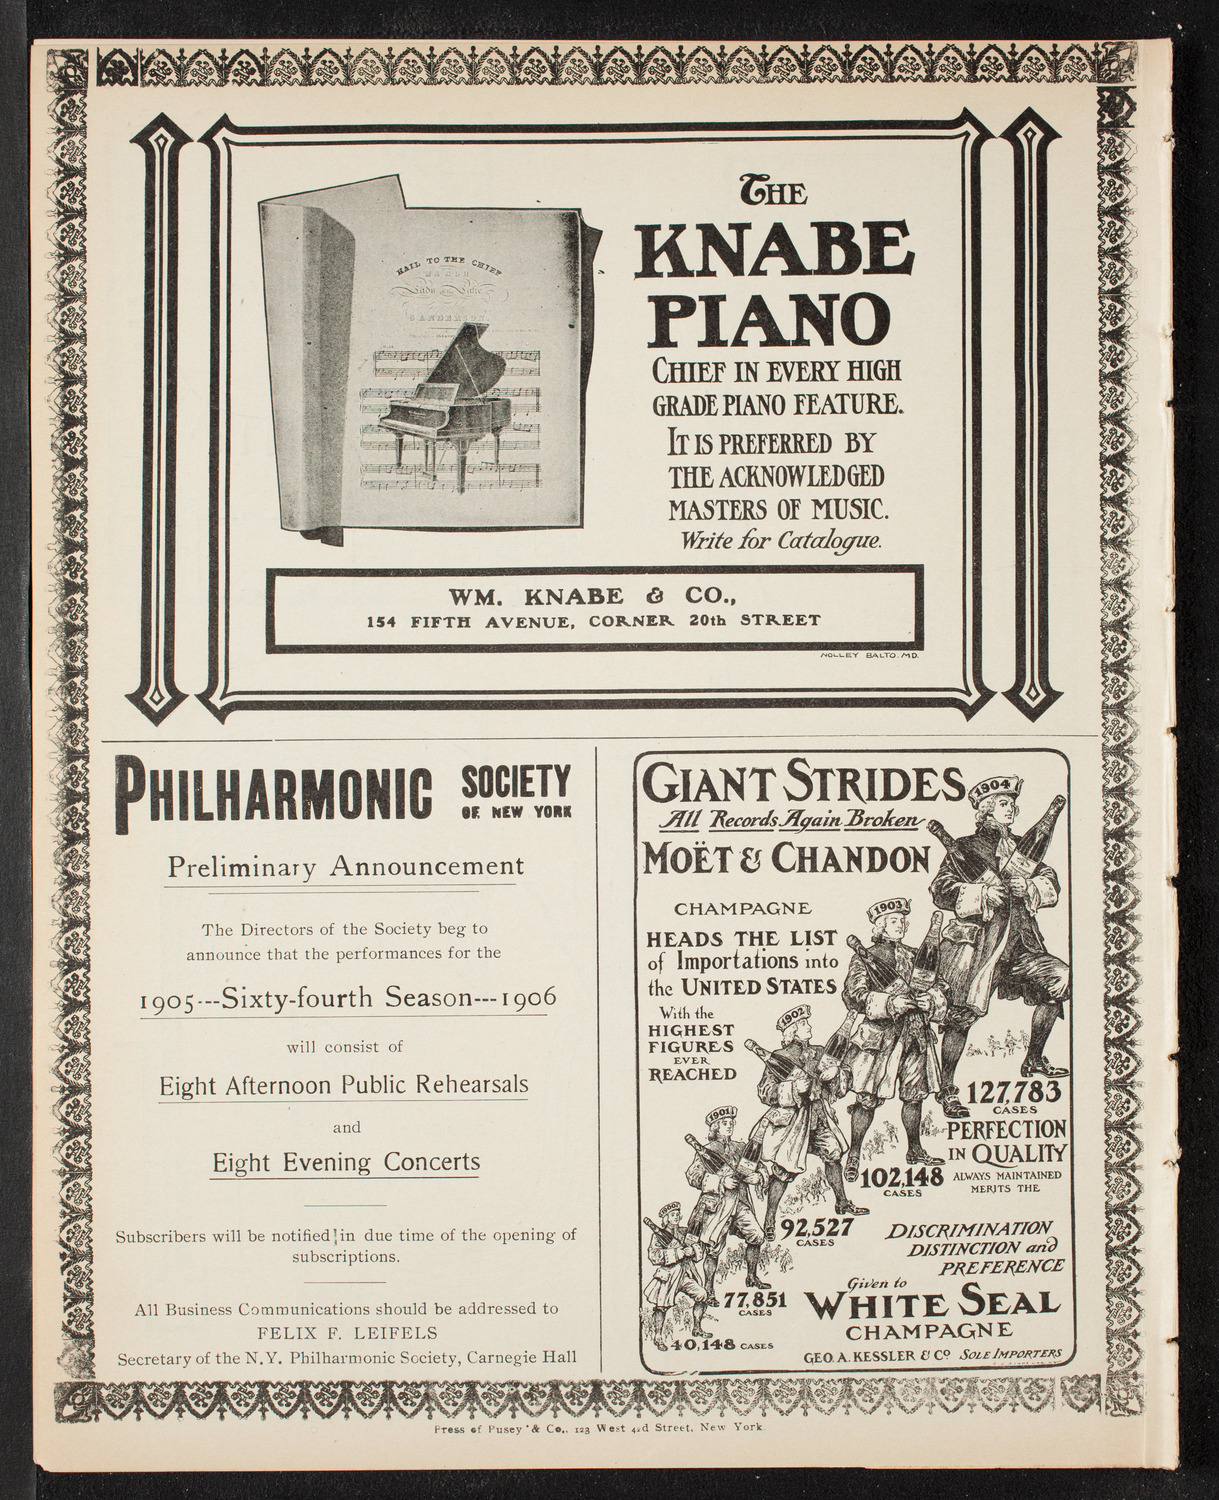 HAIL TO THE CHIEF
MARCH
Lady of the Lake
SANDERSON.
THE
KNABE
PIANO
CHIEF IN EVERY HIGH
GRADE PIANO FEATURE.
IT IS PREFERRED BY
THE ACKNOWLEDGED
MASTERS OF MUSIC.
Write for Catalogue.
WM. KNABE & CO.,
154 FIFTH AVENUE, CORNER 20th STREET
NOLLEY BALTO. MD.
PHILHARMONIC SOCIETY
OF NEW YORK
Preliminary Announcement
The Directors of the Society beg to
announce that the performances for the
1905---Sixty-fourth Season---1906
will consist of
Eight Afternoon Public Rehearsals
and
Eight Evening Concerts
Subscribers will be notified in due time of the opening of
subscriptions.
All Business Communications should be addressed to
FELIX F. LEIFELS
Secretary of the N.Y. Philharmonic Society, Carnegie Hall
GIANT STRIDES
All Records Again Broken
MOËT & CHANDON
CHAMPAGNE
HEADS THE LIST
of Importations into
the UNITED STATES
With the
HIGHEST
FIGURES
EVER
REACHED
1904
1903
1902
1901
1900
127,783
CASES
PERFECTION
IN QUALITY
ALWAYS MAINTAINED
MERITS THE
102,148
CASES
92,527
CASES
77,851
CASES
40,148 CASES
DISCRIMINATION
DISTINCTION and
PREFERENCE
Given to
WHITE SEAL
CHAMPAGNE
GEO. A. KESSLER & Co SOLE IMPORTERS
Press of Pusey & Co., 123 West 42d Street, New York